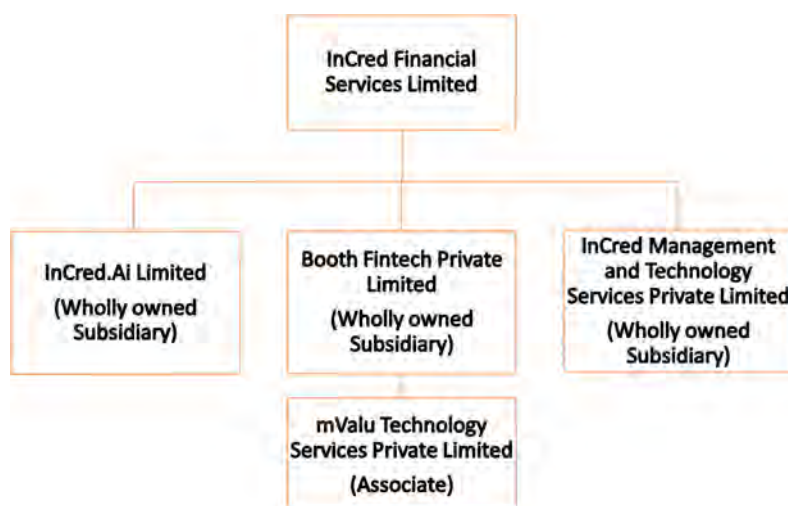 InCred Financial
Services Limited
InCred.Ai Limited
(Wholly owned
Subsidiary)
Booth Fintech Private
Limited
(Wholly owned
Subsidiary)
InCred Management
and Technology
Services Private Limited
(Wholly owned
Subsidiary)
mValu Technology
Services Private Limited
(Associate)